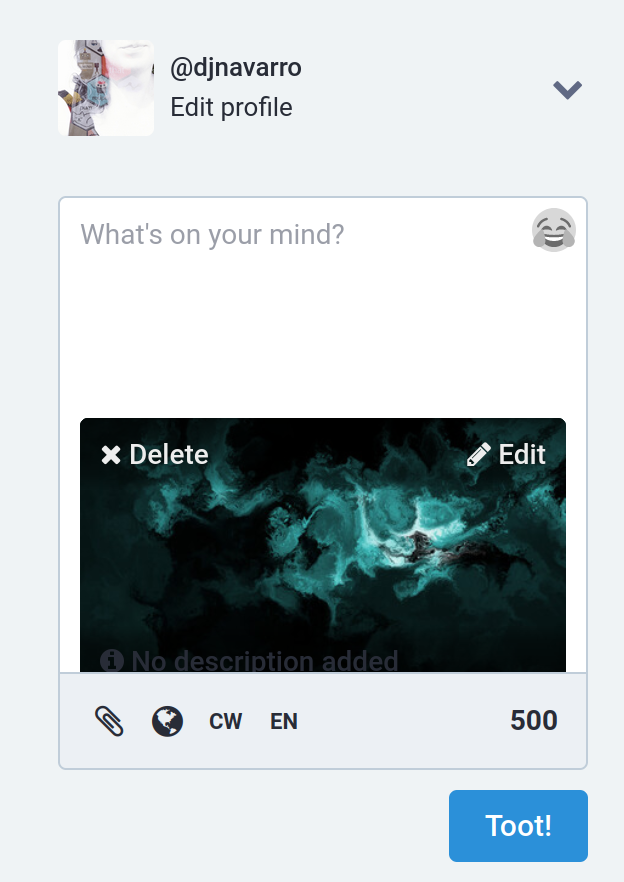 @djnavarro
Edit profile
What's on your mind?
Delete Edit
No description added
CW EN 500
Toot!